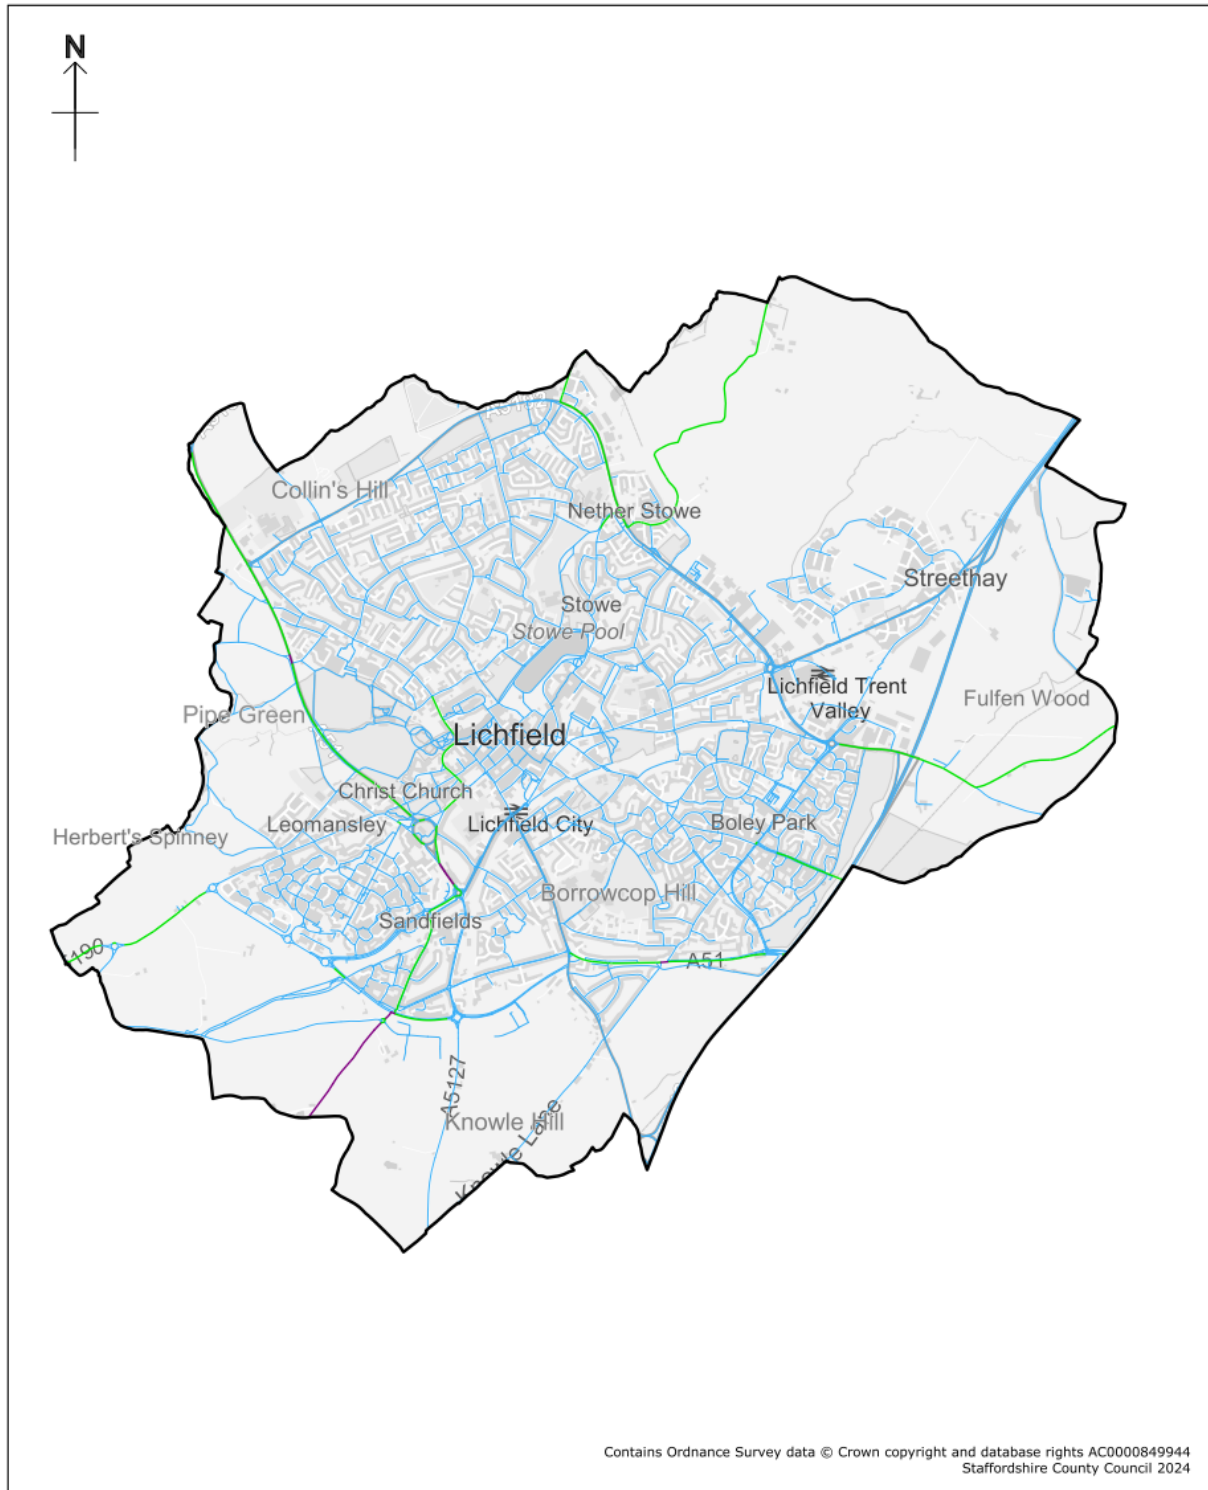 N
Collin's Hill
Nether Stowe
Streethay
Stowe
Stowe Pool
Lichfield Trent
Valley
Fulfen Wood
Pipe Green
Lichfield
Christ Church
Leomansley
Lichfield City
Boley Park
Herbert's Spinney
Borrowcop Hill
Sandfields
A51
A5127
Knowle Hill
Knowle Lane
Contains Ordnance Survey data © Crown copyright and database rights AC0000849944
Staffordshire County Council 2024